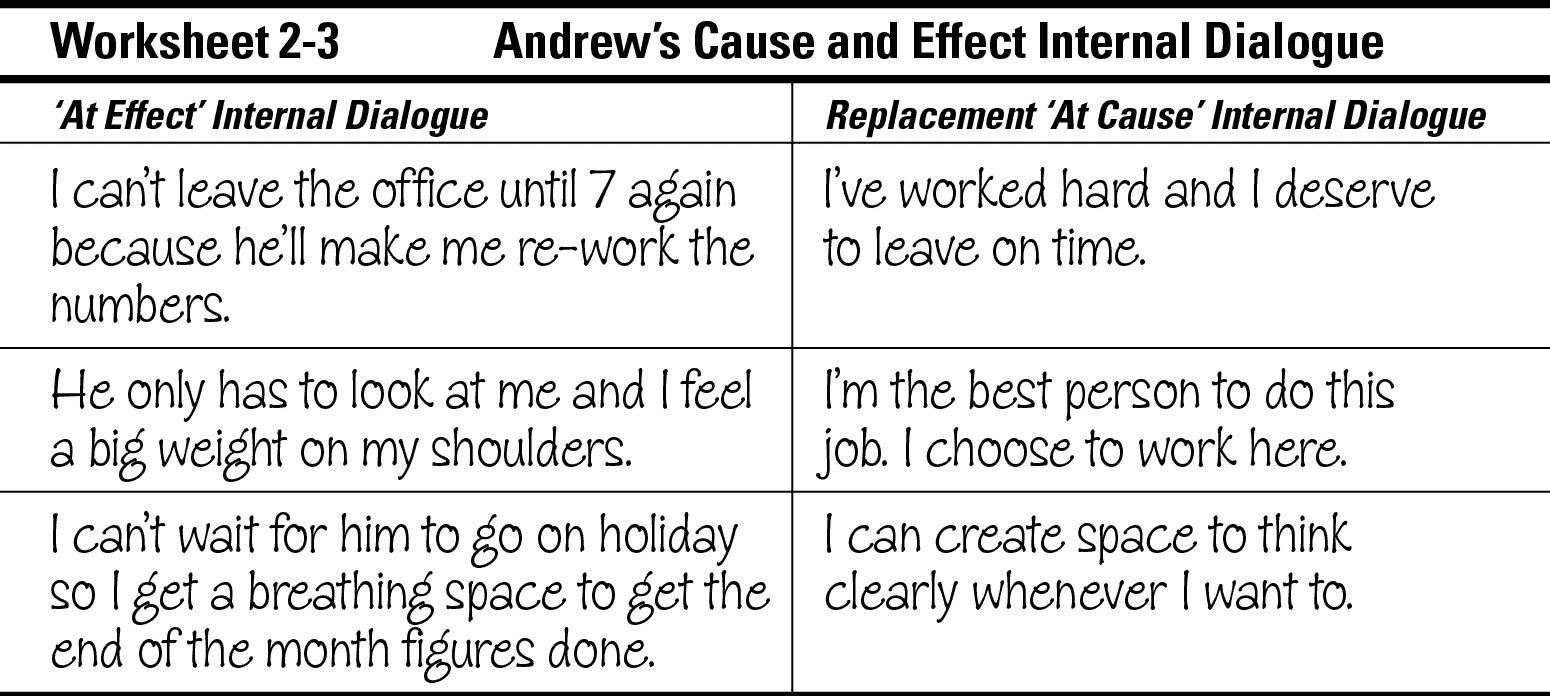 Worksheet 2-3 Andrew’s Cause and Effect Internal Dialogue
‘At Effect’ Internal Dialogue
Replacement ‘At Cause’ Internal Dialogue
I can’t leave the office until 7 again
because he’ll make me re-work the
numbers.
I’ve worked hard and I deserve
to leave on time.
He only has to look at me and I feel
a big weight on my shoulders.
I’m the best person to do this
job. I choose to work here.
I can’t wait for him to go on holiday
so I get a breathing space to get the
end of the month figures done.
I can create space to think
clearly whenever I want to.